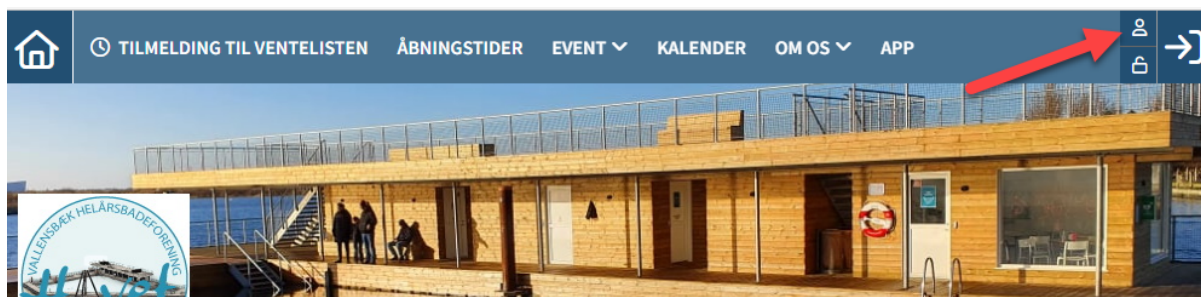 TILMELDING TIL VENTELISTEN ÅBNINGSTIDER EVENT KALENDER OM OS APP
VALLENSBÆK HELÅRSBADEFORENING